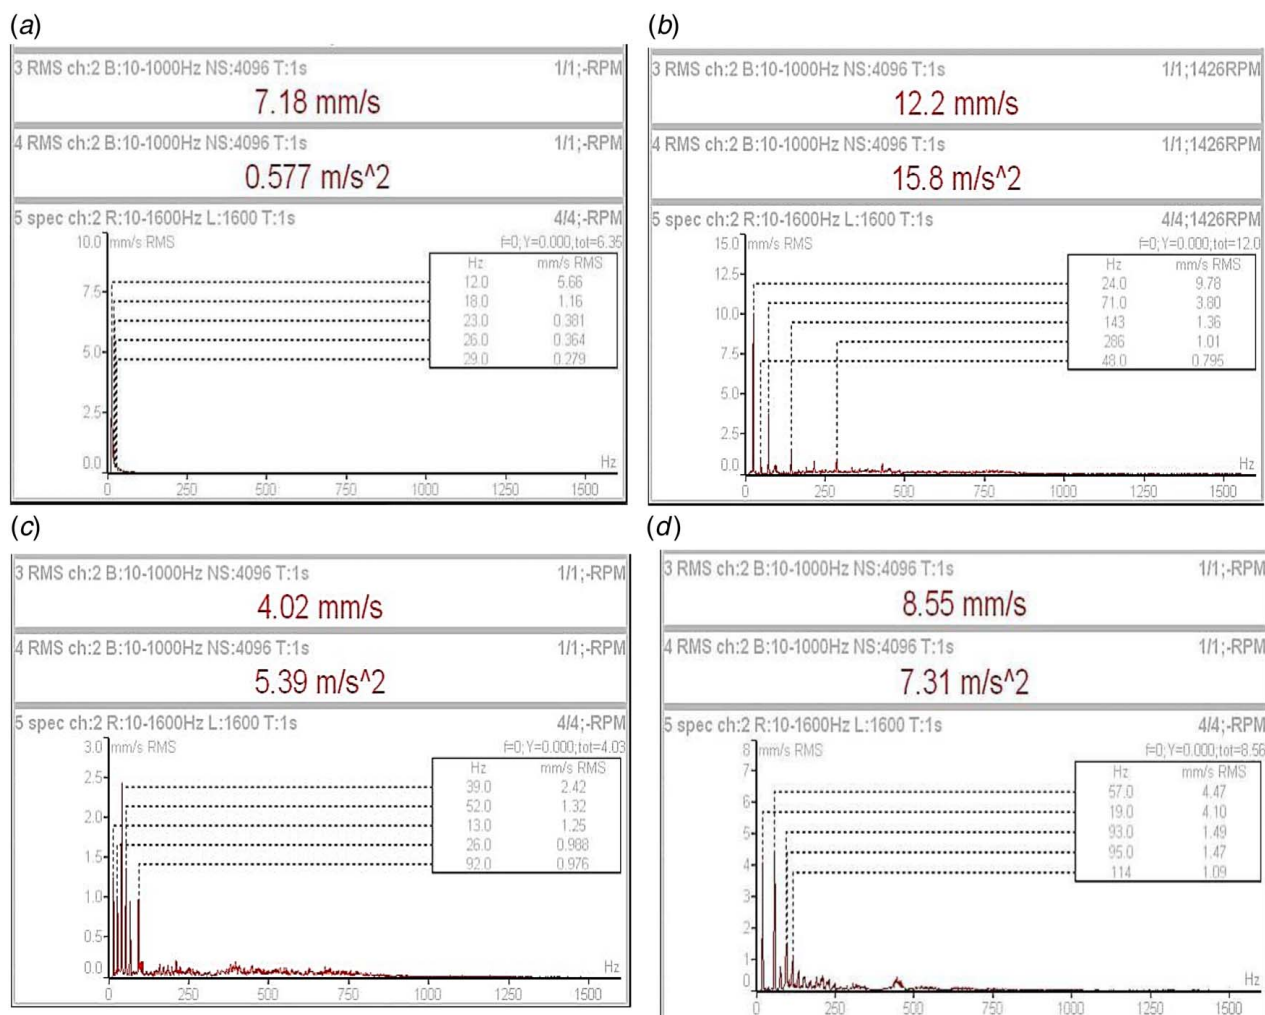 (a)
3 RMS ch:2 B:10-1000Hz NS:4096 T:1s 1/1;-RPM
7.18 mm/s
4 RMS ch:2 B:10-1000Hz NS:4096 T:1s 1/1;-RPM
0.577 m/s^2
5 spec ch:2 R:10-1600Hz L:1600 T:1s 4/4;-RPM
10.0 mm/s RMS f=0;Y=0.000,tot=6.35
Hz mm/s RMS
12.0 5.66
7.5
18.0 1.16
23.0 0.381
26.0 0.364
5.0
29.0 0.279
2.5
0.0 Hz
0 250 500 750 1000 1250 1500
(b)
3 RMS ch:2 B:10-1000Hz NS:4096 T:1s 1/1;1426RPM
12.2 mm/s
4 RMS ch:2 B:10-1000Hz NS:4096 T:1s 1/1;1426RPM
15.8 m/s^2
5 spec ch:2 R:10-1600Hz L:1600 T:1s 4/4;1426RPM
15.0 mm/s RMS f=0;Y=0.000,tot=12.0
Hz mm/s RMS
12.5
24.0 9.78
71.0 3.80
10.0
143 1.36
286 1.01
7.5
48.0 0.795
5.0
2.5
0.0 Hz
0 250 500 750 1000 1250 1500
(c)
3 RMS ch:2 B:10-1000Hz NS:4096 T:1s 1/1;-RPM
4.02 mm/s
4 RMS ch:2 B:10-1000Hz NS:4096 T:1s 1/1;-RPM
5.39 m/s^2
5 spec ch:2 R:10-1600Hz L:1600 T:1s 4/4;-RPM
3.0 mm/s RMS f=0;Y=0.000,tot=4.03
Hz mm/s RMS
2.5
39.0 2.42
52.0 1.32
2.0
13.0 1.25
26.0 0.988
1.5
92.0 0.976
1.0
0.5
0.0 Hz
0 250 500 750 1000 1250 1500
(d)
3 RMS ch:2 B:10-1000Hz NS:4096 T:1s 1/1;-RPM
8.55 mm/s
4 RMS ch:2 B:10-1000Hz NS:4096 T:1s 1/1;-RPM
7.31 m/s^2
5 spec ch:2 R:10-1600Hz L:1600 T:1s 4/4;-RPM
8 mm/s RMS f=0;Y=0.000,tot=8.56
Hz mm/s RMS
7
57.0 4.47
6
19.0 4.10
5
93.0 1.49
95.0 1.47
4
114 1.09
3
2
1
0 Hz
0 250 500 750 1000 1250 1500